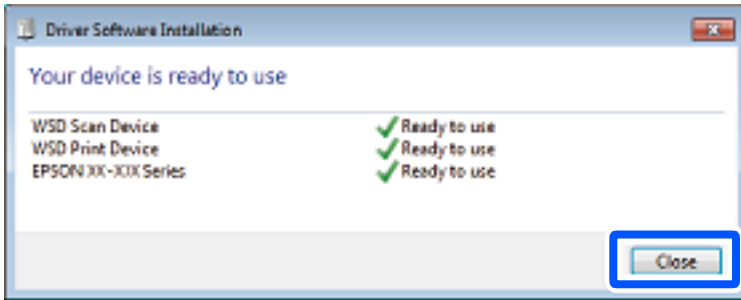 Driver Software Installation
Your device is ready to use
WSD Scan Device Ready to use
WSD Print Device Ready to use
EPSON XX-XXX Series Ready to use
Close